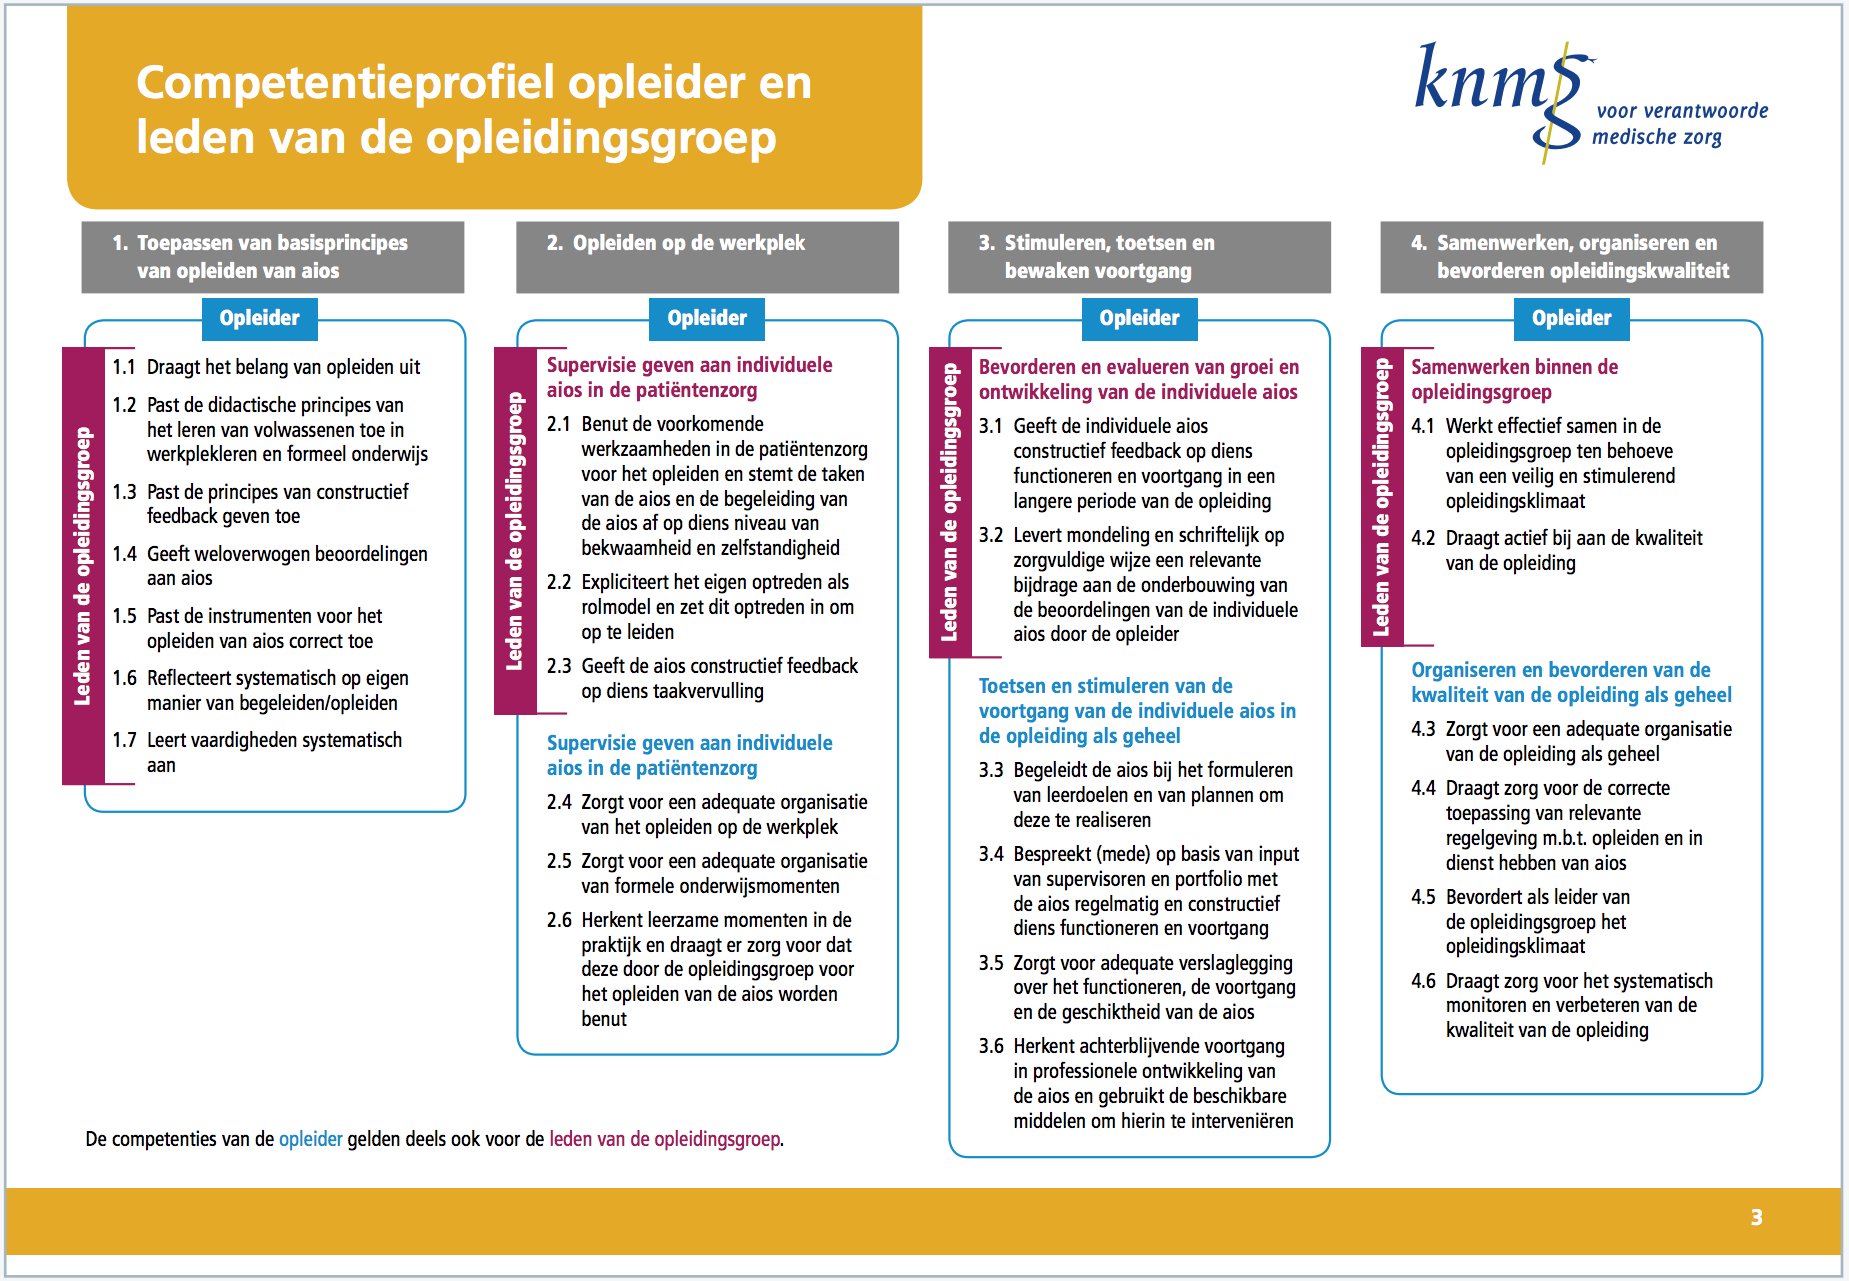 Competentieprofiel opleider en
leden van de opleidingsgroep
knmg
voor verantwoorde
medische zorg
1. Toepassen van basisprincipes
van opleiden van aios
Opleider
Leden van de opleidingsgroep
1.1 Draagt het belang van opleiden uit
1.2 Past de didactische principes van
het leren van volwassenen toe in
werkplekleren en formeel onderwijs
1.3 Past de principes van constructief
feedback geven toe
1.4 Geeft weloverwogen beoordelingen
aan aios
1.5 Past de instrumenten voor het
opleiden van aios correct toe
1.6 Reflecteert systematisch op eigen
manier van begeleiden/opleiden
1.7 Leert vaardigheden systematisch
aan
2. Opleiden op de werkplek
Opleider
Leden van de opleidingsgroep
Supervisie geven aan individuele
aios in de patiëntenzorg
2.1 Benut de voorkomende
werkzaamheden in de patiëntenzorg
voor het opleiden en stemt de taken
van de aios en de begeleiding van
de aios af op diens niveau van
bekwaamheid en zelfstandigheid
2.2 Expliciteert het eigen optreden als
rolmodel en zet dit optreden in om
op te leiden
2.3 Geeft de aios constructief feedback
op diens taakvervulling
Supervisie geven aan individuele
aios in de patiëntenzorg
2.4 Zorgt voor een adequate organisatie
van het opleiden op de werkplek
2.5 Zorgt voor een adequate organisatie
van formele onderwijsmomenten
2.6 Herkent leerzame momenten in de
praktijk en draagt er zorg voor dat
deze door de opleidingsgroep voor
het opleiden van de aios worden
benut
3. Stimuleren, toetsen en
bewaken voortgang
Opleider
Leden van de opleidingsgroep
Bevorderen en evalueren van groei en
ontwikkeling van de individuele aios
3.1 Geeft de individuele aios
constructief feedback op diens
functioneren en voortgang in een
langere periode van de opleiding
3.2 Levert mondeling en schriftelijk op
zorgvuldige wijze een relevante
bijdrage aan de onderbouwing van
de beoordelingen van de individuele
aios door de opleider
Toetsen en stimuleren van de
voortgang van de individuele aios in
de opleiding als geheel
3.3 Begeleidt de aios bij het formuleren
van leerdoelen en van plannen om
deze te realiseren
3.4 Bespreekt (mede) op basis van input
van supervisoren en portfolio met
de aios regelmatig en constructief
diens functioneren en voortgang
3.5 Zorgt voor adequate verslaglegging
over het functioneren, de voortgang
en de geschiktheid van de aios
3.6 Herkent achterblijvende voortgang
in professionele ontwikkeling van
de aios en gebruikt de beschikbare
middelen om hierin te interveniëren
4. Samenwerken, organiseren en
bevorderen opleidingskwaliteit
Opleider
Leden van de opleidingsgroep
Samenwerken binnen de
opleidingsgroep
4.1 Werkt effectief samen in de
opleidingsgroep ten behoeve
van een veilig en stimulerend
opleidingsklimaat
4.2 Draagt actief bij aan de kwaliteit
van de opleiding
Organiseren en bevorderen van de
kwaliteit van de opleiding als geheel
4.3 Zorgt voor een adequate organisatie
van de opleiding als geheel
4.4 Draagt zorg voor de correcte
toepassing van relevante
regelgeving m.b.t. opleiden en in
dienst hebben van aios
4.5 Bevordert als leider van
de opleidingsgroep het
opleidingsklimaat
4.6 Draagt zorg voor het systematisch
monitoren en verbeteren van de
kwaliteit van de opleiding
De competenties van de opleider gelden deels ook voor de leden van de opleidingsgroep.
3